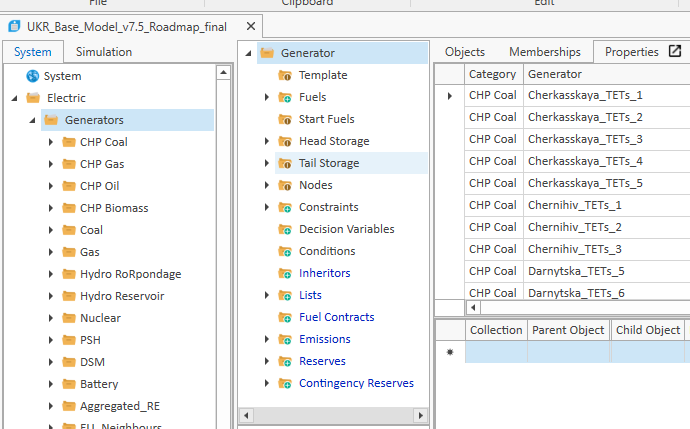 File
Clipboard
Edit
UKR_Base_Model_v7.5_Roadmap_final
System
Simulation
System
Electric
Generators
CHP Coal
CHP Gas
CHP Oil
CHP Biomass
Coal
Gas
Hydro RoRpondage
Hydro Reservoir
Nuclear
PSH
DSM
Battery
Aggregated_RE
EU_Neighbours
Generator
Template
Fuels
Start Fuels
Head Storage
Tail Storage
Nodes
Constraints
Decision Variables
Conditions
Inheritors
Lists
Fuel Contracts
Emissions
Reserves
Contingency Reserves
Objects
Memberships
Properties
Category Generator
CHP Coal Cherkasskaya_TETs_1
CHP Coal Cherkasskaya_TETs_2
CHP Coal Cherkasskaya_TETs_3
CHP Coal Cherkasskaya_TETs_4
CHP Coal Cherkasskaya_TETs_5
CHP Coal Chernihiv_TETs_1
CHP Coal Chernihiv_TETs_2
CHP Coal Chernihiv_TETs_3
CHP Coal Darnytska_TETs_5
CHP Coal Darnytska_TETs_6
Collection Parent Object Child Object